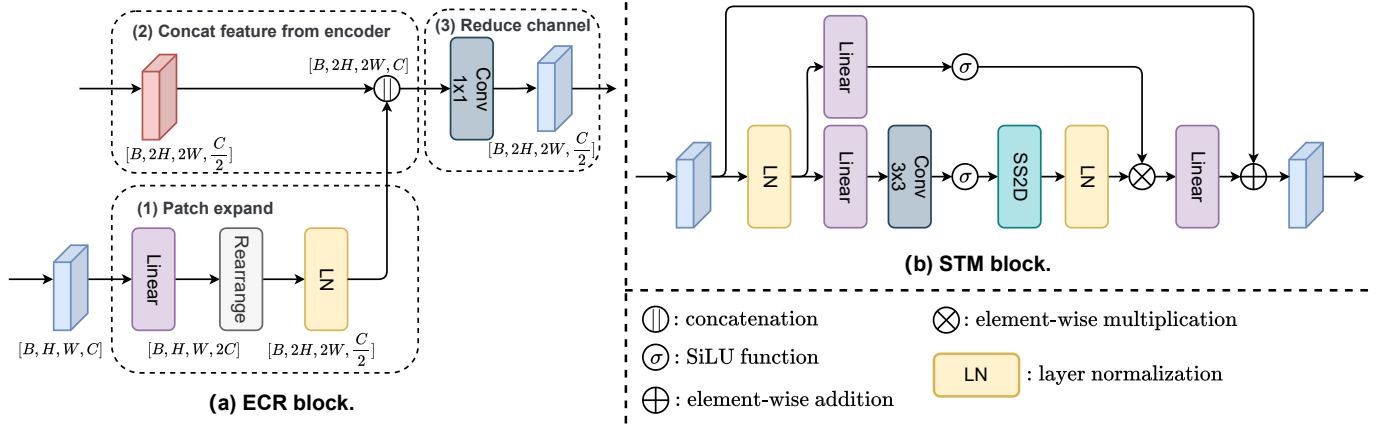 (2) Concat feature from encoder
(3) Reduce channel
[B, 2H, 2W, C]
Conv
1x1
[B, 2H, 2W, C/2]
[B, 2H, 2W, C/2]
(1) Patch expand
Linear
Rearrange
LN
[B, H, W, C]
[B, H, W, 2C]
[B, 2H, 2W, C/2]
(a) ECR block.
Linear
σ
LN
Linear
Conv
3x3
σ
SS2D
LN
Linear
(b) STM block.
: concatenation
: element-wise multiplication
σ : SiLU function
LN : layer normalization
: element-wise addition